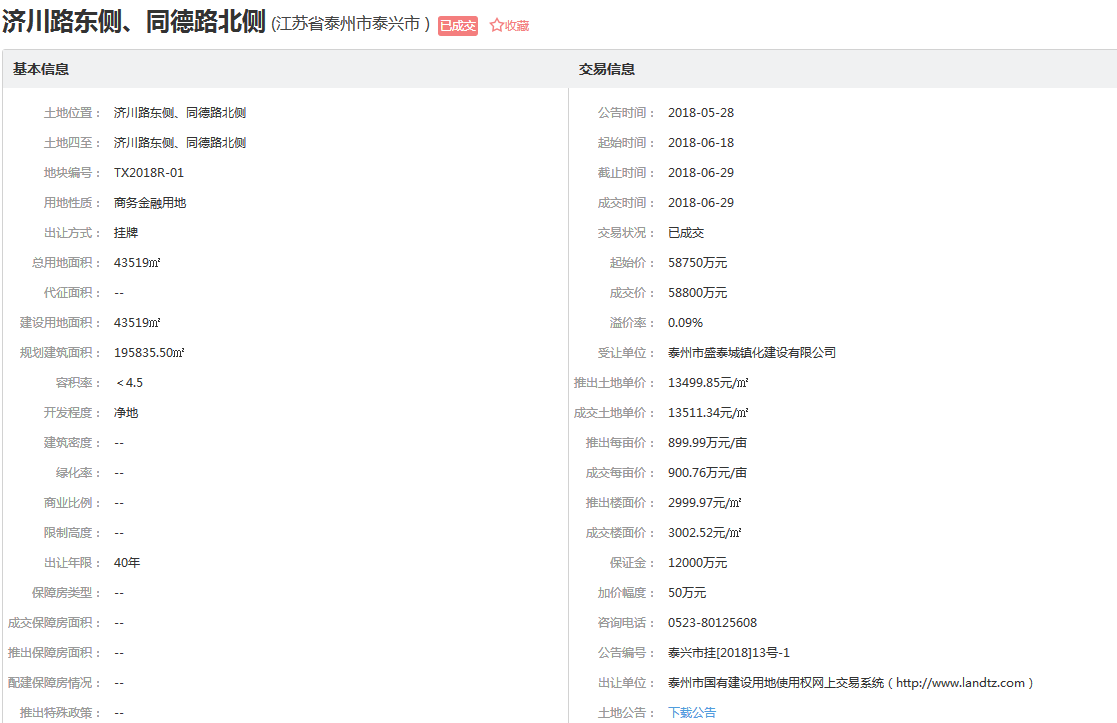 济川路东侧、同德路北侧 (江苏省泰州市泰兴市 ) 已成交 ☆收藏
基本信息
土地位置： 济川路东侧、同德路北侧
土地四至： 济川路东侧、同德路北侧
地块编号： TX2018R-01
用地性质： 商务金融用地
出让方式： 挂牌
总用地面积： 43519㎡
代征面积： --
建设用地面积： 43519㎡
规划建筑面积： 195835.50㎡
容积率： ＜4.5
开发程度： 净地
建筑密度： --
绿化率： --
商业比例： --
限制高度： --
出让年限： 40年
保障房类型： --
成交保障房面积： --
推出保障房面积： --
配建保障房情况： --
推出特殊政策： --
交易信息
公告时间： 2018-05-28
起始时间： 2018-06-18
截止时间： 2018-06-29
成交时间： 2018-06-29
交易状况： 已成交
起始价： 58750万元
成交价： 58800万元
溢价率： 0.09%
受让单位： 泰州市盛泰城镇化建设有限公司
推出土地单价： 13499.85元/㎡
成交土地单价： 13511.34元/㎡
推出每亩价： 899.99万元/亩
成交每亩价： 900.76万元/亩
推出楼面价： 2999.97元/㎡
成交楼面价： 3002.52元/㎡
保证金： 12000万元
加价幅度： 50万元
咨询电话： 0523-80125608
公告编号： 泰兴市挂[2018]13号-1
出让单位： 泰州市国有建设用地使用权网上交易系统（http://www.landtz.com）
土地公告： 下载公告